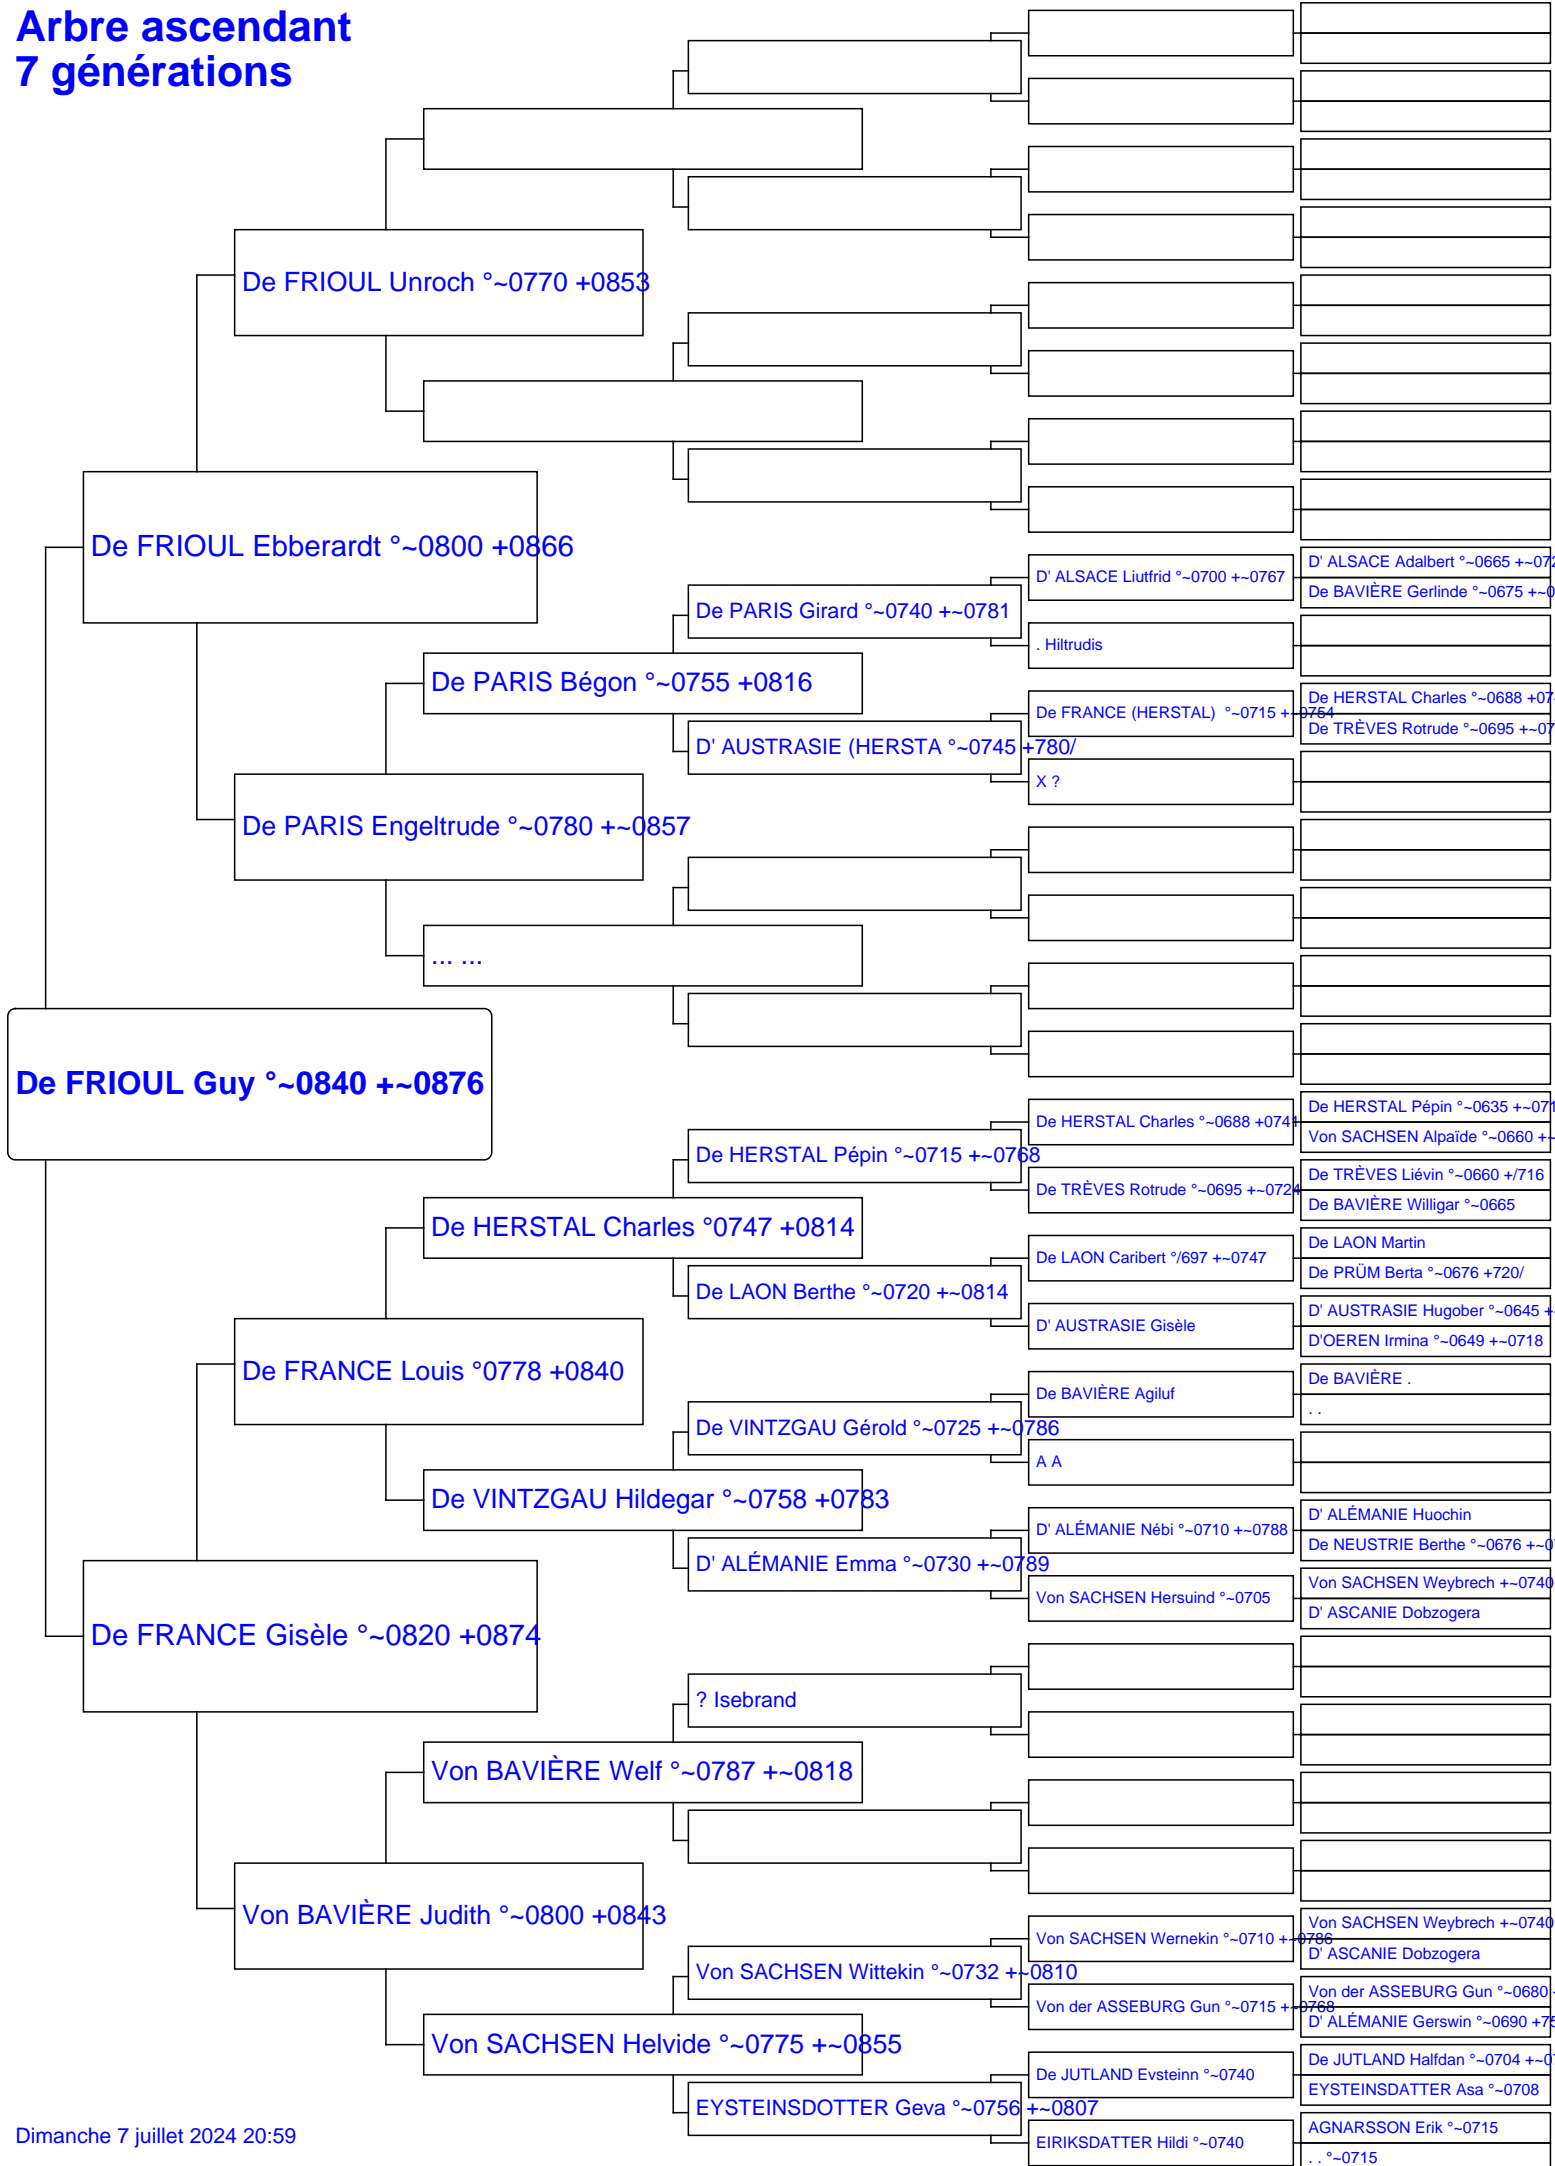 Arbre ascendant
7 générations
De FRIOUL Unroch °~0770 +0853
De FRIOUL Ebberardt °~0800 +0866
D' ALSACE Adalbert °~0665 +~072
D' ALSACE Liutfrid °~0700 +~0767
De BAVIÈRE Gerlinde °~0675 +~0
De PARIS Girard °~0740 +~0781
. Hiltrudis
De PARIS Bégon °~0755 +0816
De HERSTAL Charles °~0688 +074
De FRANCE (HERSTAL) °~0715 +~0754
De TRÈVES Rotrude °~0695 +~07
D' AUSTRASIE (HERSTA °~0745 +780/
X ?
De PARIS Engeltrude °~0780 +~0857
... ...
De FRIOUL Guy °~0840 +~0876
De HERSTAL Pépin °~0635 +~071
De HERSTAL Charles °~0688 +0741
Von SACHSEN Alpaïde °~0660 +~
De HERSTAL Pépin °~0715 +~0768
De TRÈVES Liévin °~0660 +/716
De TRÈVES Rotrude °~0695 +~0724
De BAVIÈRE Willigar °~0665
De HERSTAL Charles °0747 +0814
De LAON Martin
De LAON Caribert °/697 +~0747
De PRÜM Berta °~0676 +720/
De LAON Berthe °~0720 +~0814
D' AUSTRASIE Hugober °~0645 +
D' AUSTRASIE Gisèle
D'OEREN Irmina °~0649 +~0718
De FRANCE Louis °0778 +0840
De BAVIÈRE .
De BAVIÈRE Agiluf
. .
De VINTZGAU Gérold °~0725 +~0786
A A
De VINTZGAU Hildegar °~0758 +0783
D' ALÉMANIE Huochin
D' ALÉMANIE Nébi °~0710 +~0788
De NEUSTRIE Berthe °~0676 +~0
D' ALÉMANIE Emma °~0730 +~0789
Von SACHSEN Weybrech +~0740
Von SACHSEN Hersuind °~0705
D' ASCANIE Dobzogera
De FRANCE Gisèle °~0820 +0874
? Isebrand
Von BAVIÈRE Welf °~0787 +~0818
Von BAVIÈRE Judith °~0800 +0843
Von SACHSEN Weybrech +~0740
Von SACHSEN Wernekin °~0710 +~0786
D' ASCANIE Dobzogera
Von SACHSEN Wittekin °~0732 +~0810
Von der ASSEBURG Gun °~0680 +
Von der ASSEBURG Gun °~0715 +~0768
D' ALÉMANIE Gerswin °~0690 +75
Von SACHSEN Helvide °~0775 +~0855
De JUTLAND Halfdan °~0704 +~0
De JUTLAND Evsteinn °~0740
EYSTEINSDATTER Asa °~0708
EYSTEINSDOTTER Geva °~0756 +~0807
AGNARSSON Erik °~0715
EIRIKSDATTER Hildi °~0740
. . °~0715
Dimanche 7 juillet 2024 20:59